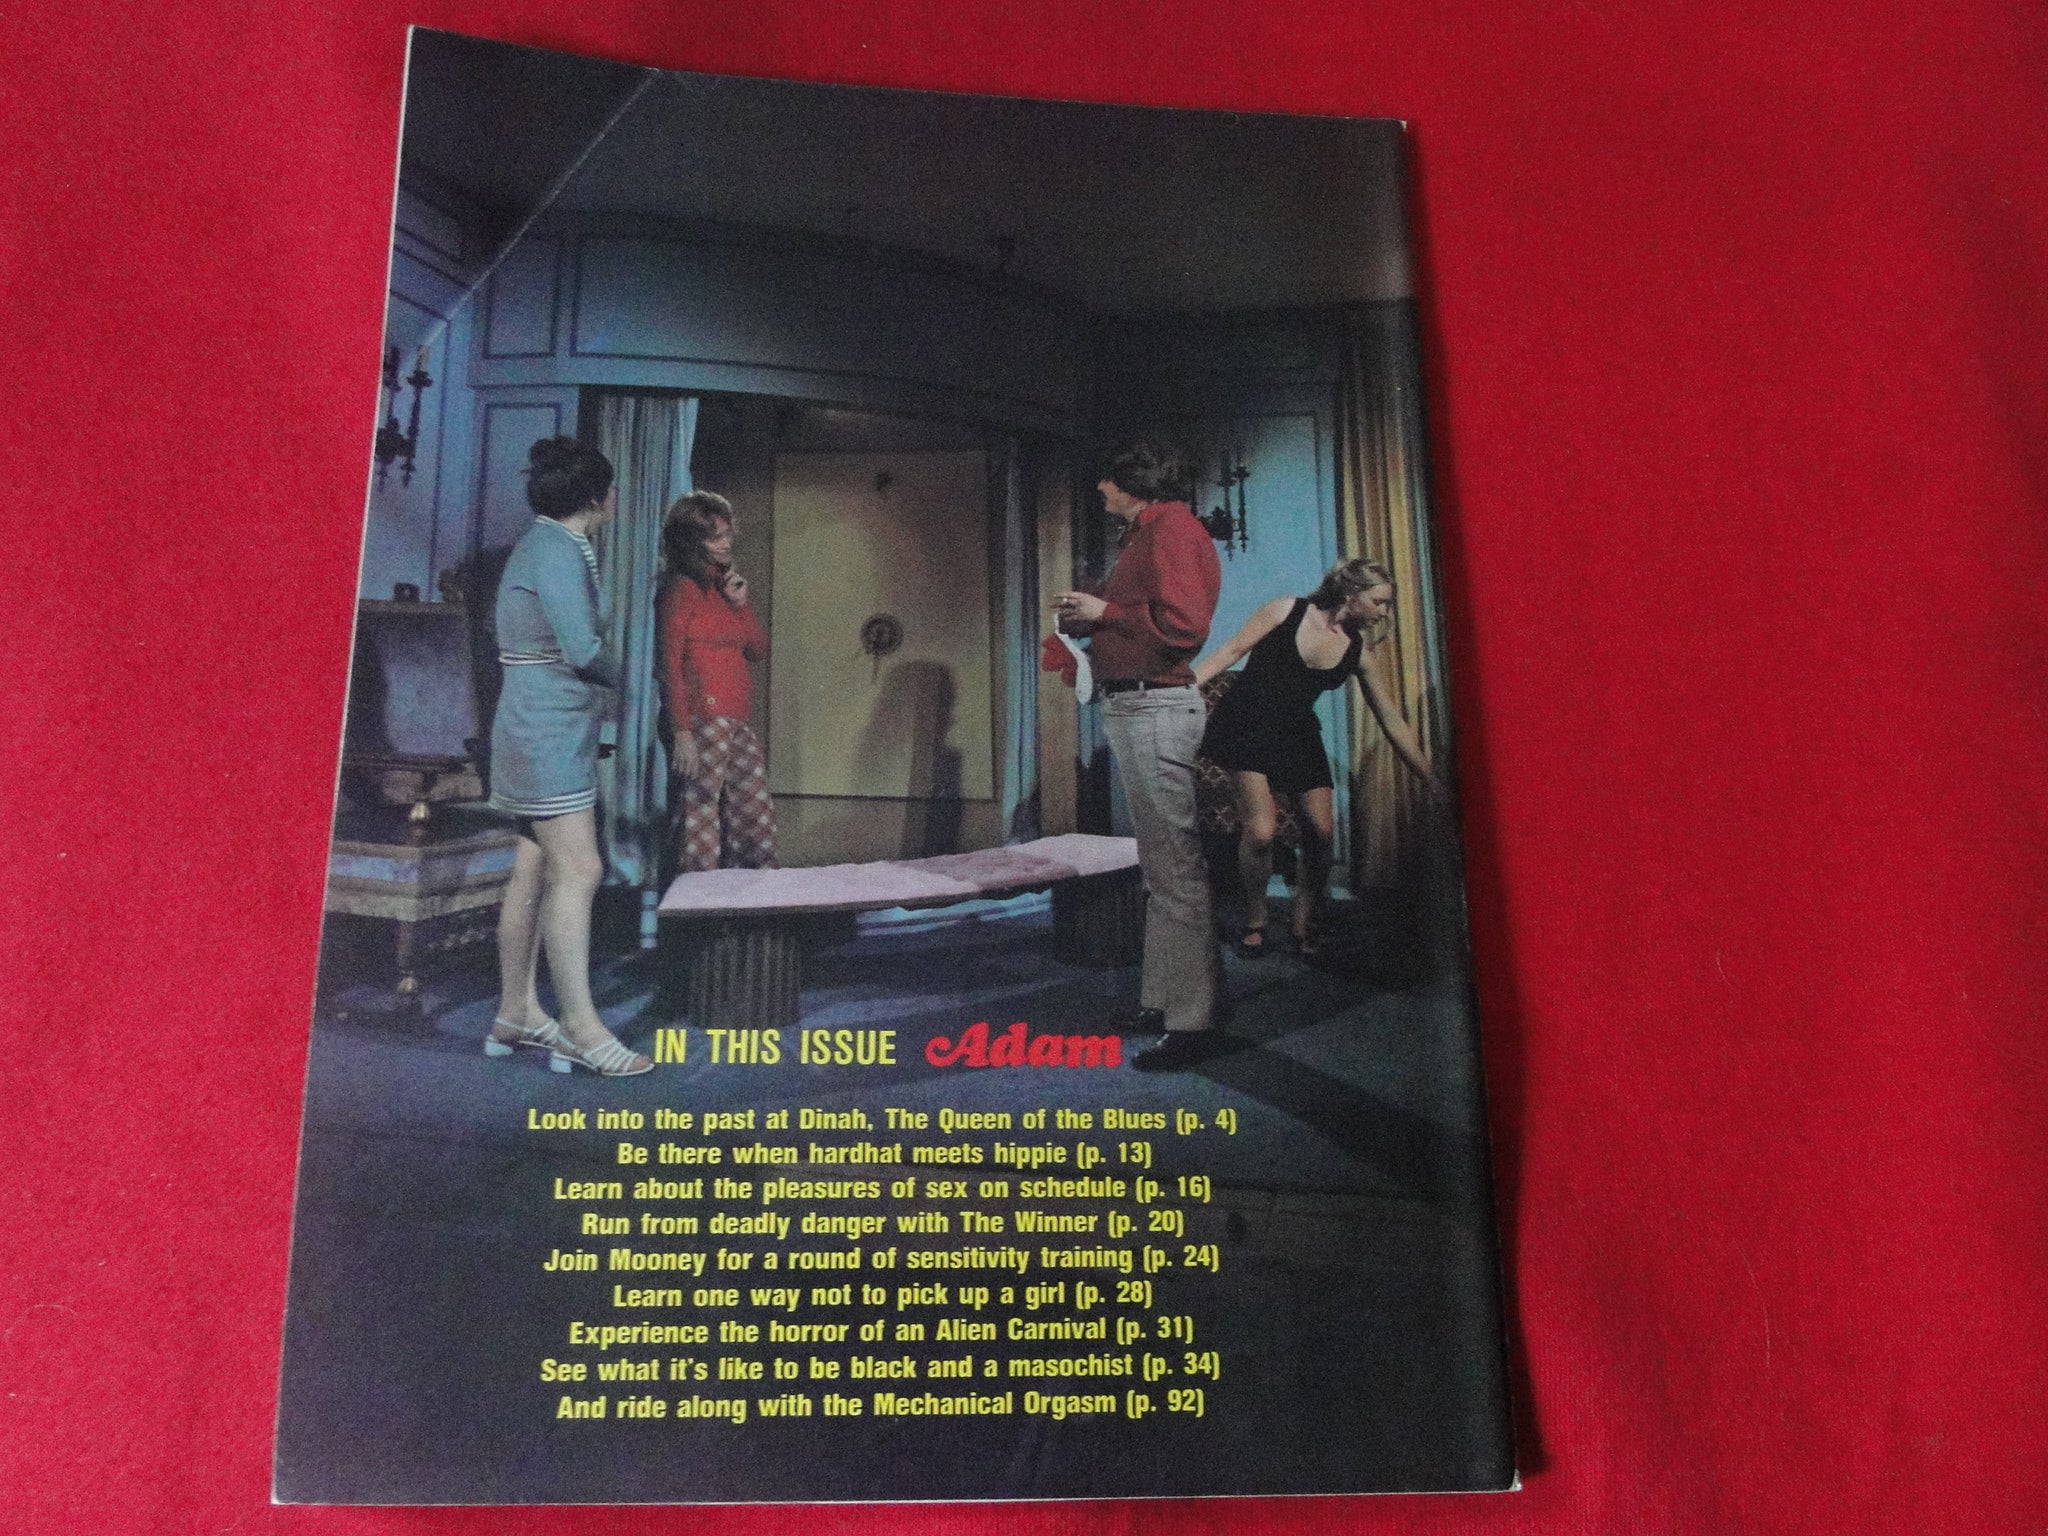 IN THIS ISSUE Adam
Look into the past at Dinah, The Queen of the Blues (p. 4)
Be there when hardhat meets hippie (p. 13)
Learn about the pleasures of sex on schedule (p. 16)
Run from deadly danger with The Winner (p. 20)
Join Mooney for a round of sensitivity training (p. 24)
Learn one way not to pick up a girl (p. 28)
Experience the horror of an Alien Carnival (p. 31)
See what it's like to be black and a masochist (p. 34)
And ride along with the Mechanical Orgasm (p. 92)